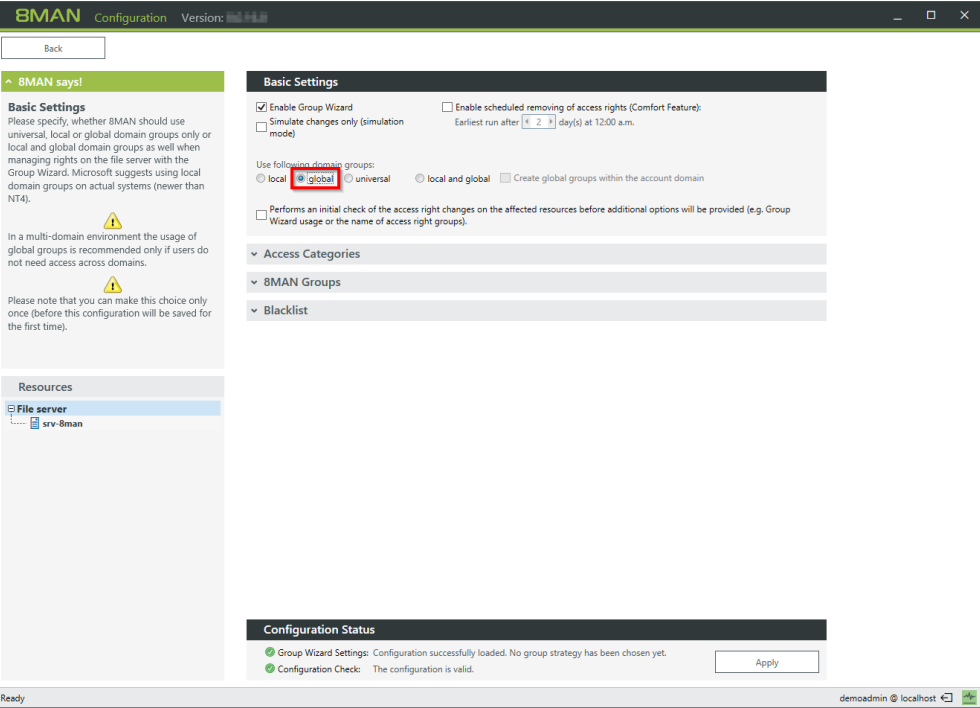 8MAN Configuration Version:
Back
8MAN says!
Basic Settings
Please specify, whether 8MAN should use
universal, local or global domain groups only or
local and global domain groups as well when
managing rights on the file server with the
Group Wizard. Microsoft suggests using local
domain groups on actual systems (newer than
NT4).
In a multi-domain environment the usage of
global groups is recommended only if users do
not need access across domains.
Please note that you can make this choice only
once (before this configuration will be saved for
the first time).
Resources
File server
srv-8man
Basic Settings
Enable Group Wizard
Simulate changes only (simulation
mode)
Enable scheduled removing of access rights (Comfort Feature):
Earliest run after 2 day(s) at 12:00 a.m.
Use following domain groups:
local global universal local and global Create global groups within the account domain
Performs an initial check of the access right changes on the affected resources before additional options will be provided (e.g. Group
Wizard usage or the name of access right groups).
Access Categories
8MAN Groups
Blacklist
Configuration Status
Group Wizard Settings: Configuration successfully loaded. No group strategy has been chosen yet.
Configuration Check: The configuration is valid.
Apply
Ready
demoadmin @ localhost